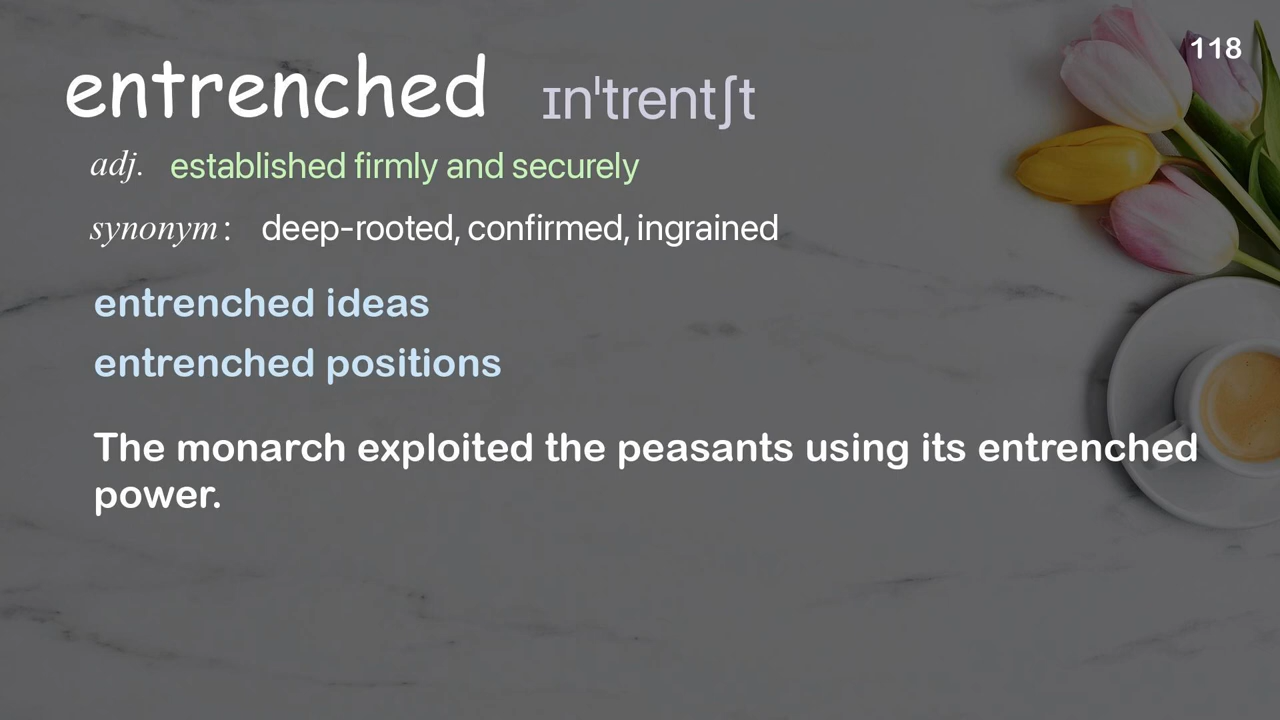 118
entrenched ɪnˈtrentʃt
adj. established firmly and securely
synonym: deep-rooted, confirmed, ingrained
entrenched ideas
entrenched positions
The monarch exploited the peasants using its entrenched
power.